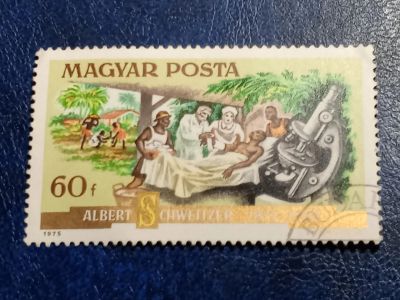 MAGYAR POSTA
60f
ALBERT SCHWEITZER
1975